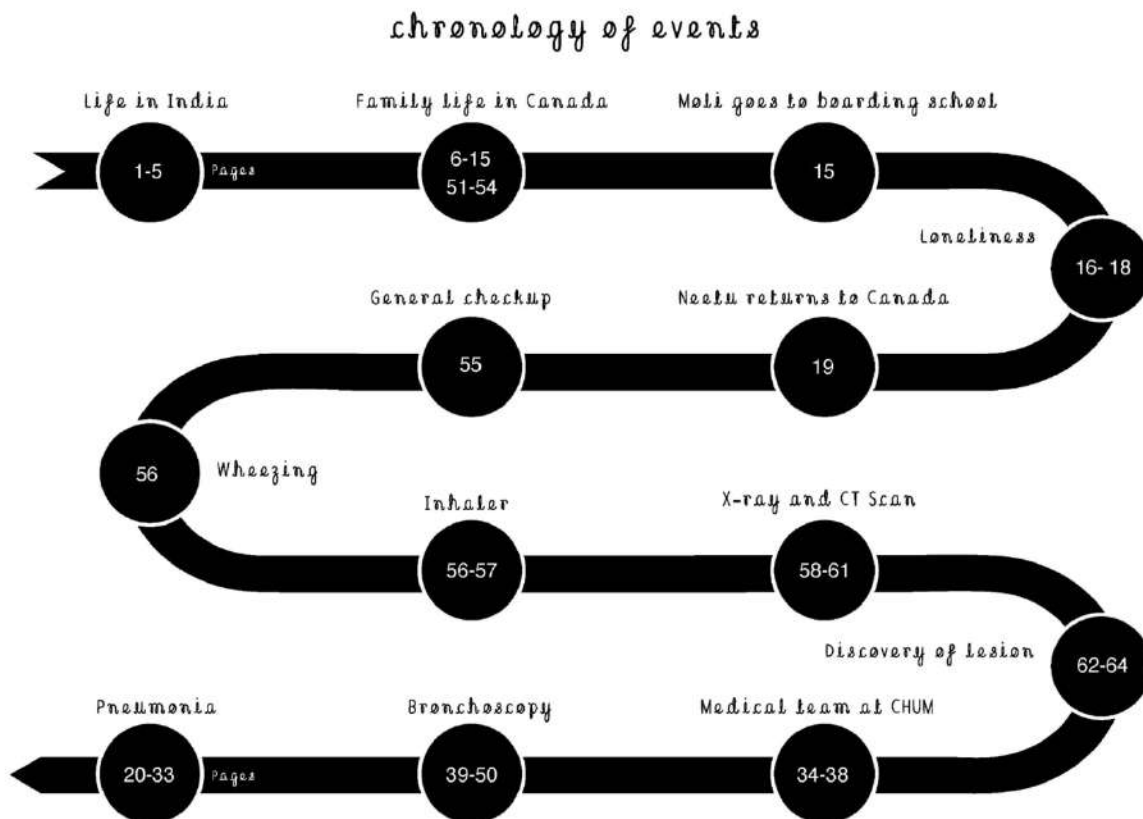 chronology of events
Life in India
Family life in Canada
Moli goes to boarding school
1-5
Pages
6-15
51-54
15
Loneliness
16- 18
General checkup
Neetu returns to Canada
55
19
56
Wheezing
Inhaler
X-ray and CT Scan
56-57
58-61
Discovery of lesion
62-64
Pneumonia
Bronchoscopy
Medical team at CHUM
20-33
Pages
39-50
34-38